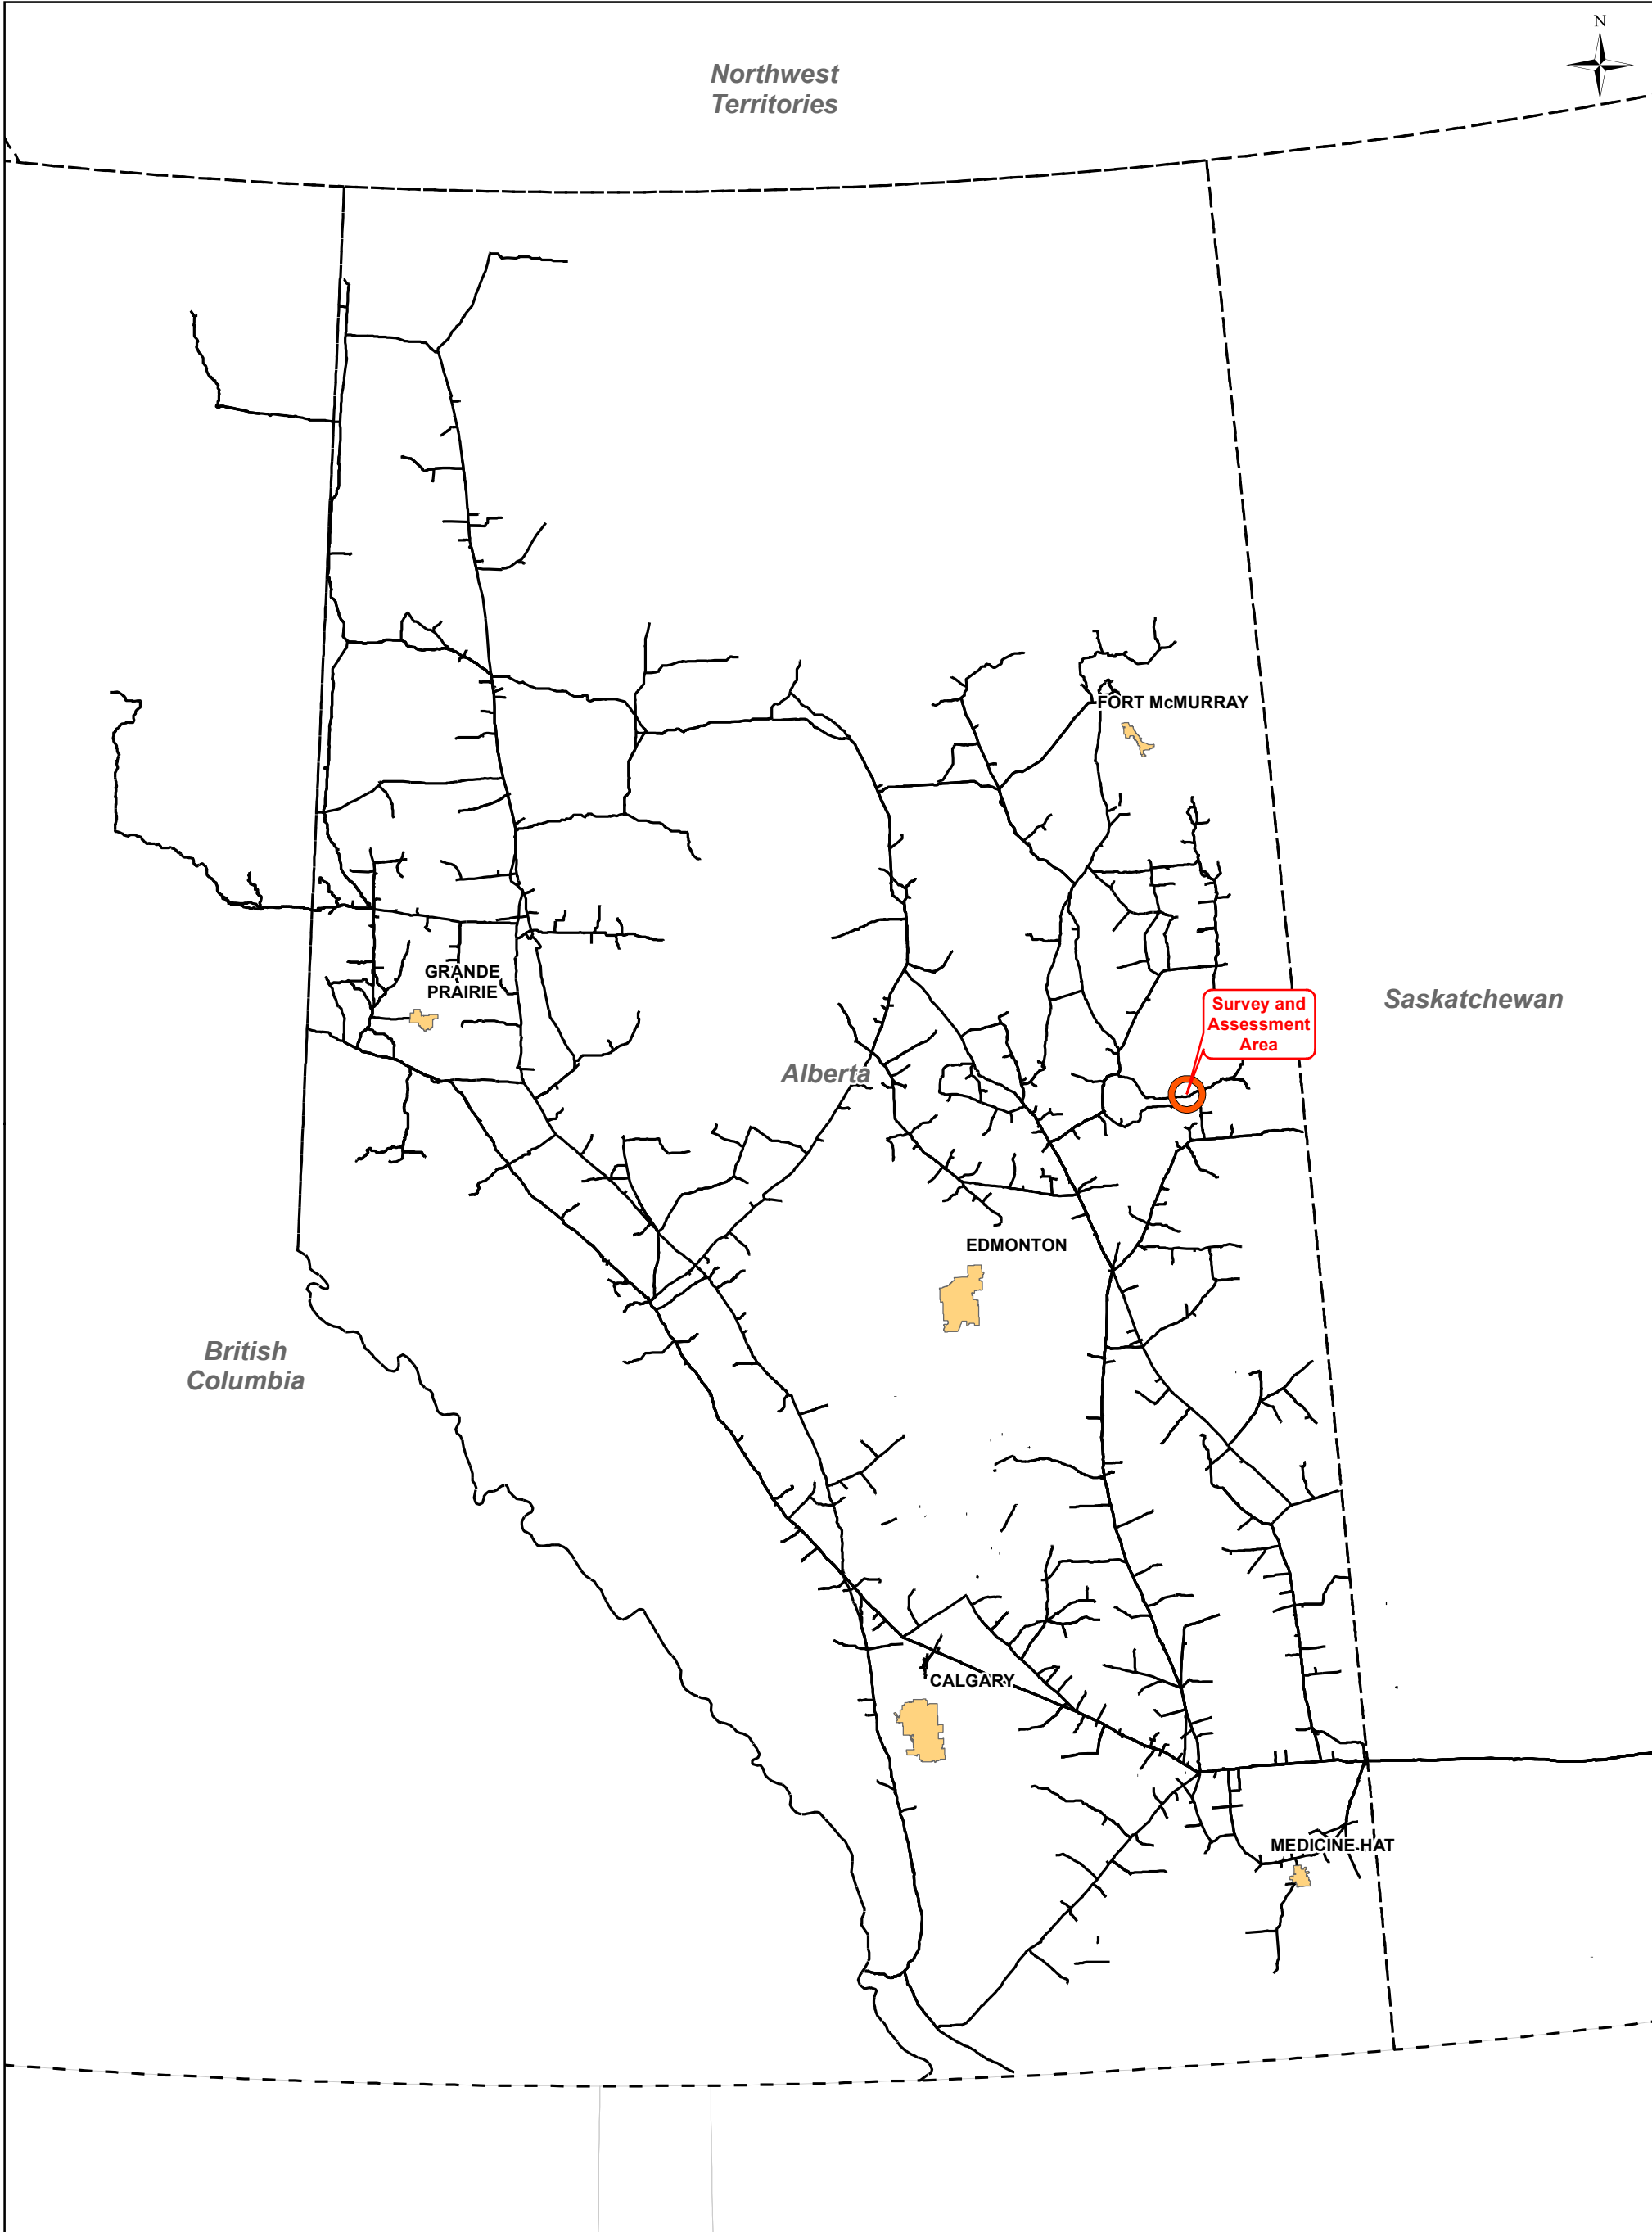 N
Northwest
Territories
FORT McMURRAY
GRANDE
PRAIRIE
Survey and
Assessment
Area
Saskatchewan
Alberta
EDMONTON
British
Columbia
CALGARY
MEDICINE HAT